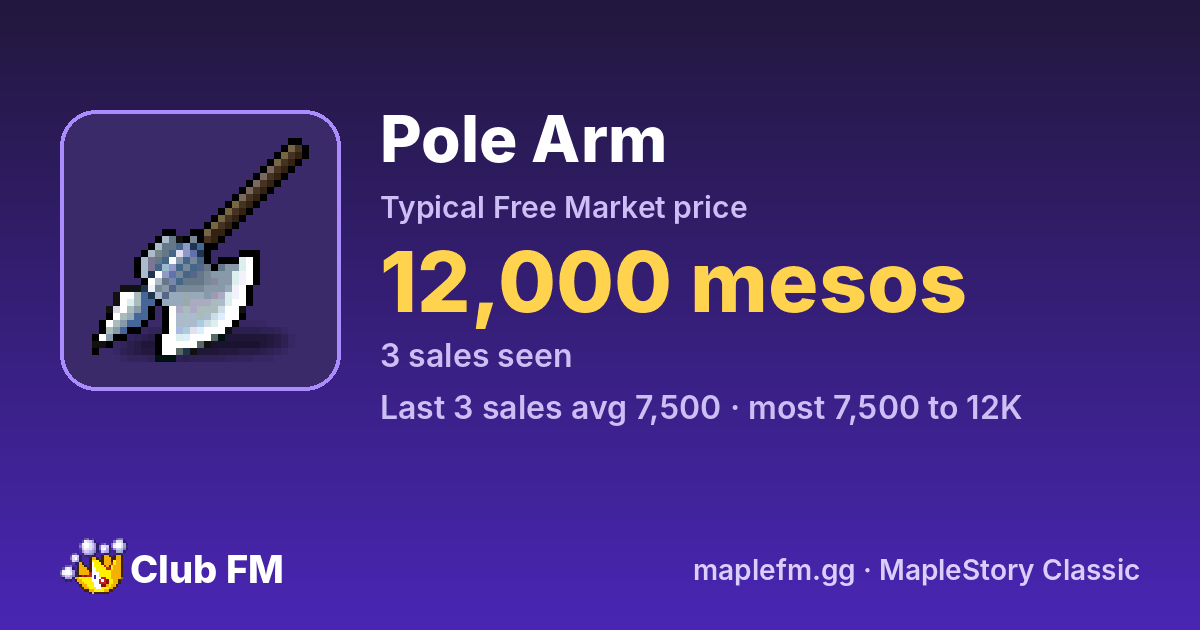 Pole Arm
Typical Free Market price
12,000 mesos
3 sales seen
Last 3 sales avg 7,500 · most 7,500 to 12K
Club FM
maplefm.gg · MapleStory Classic